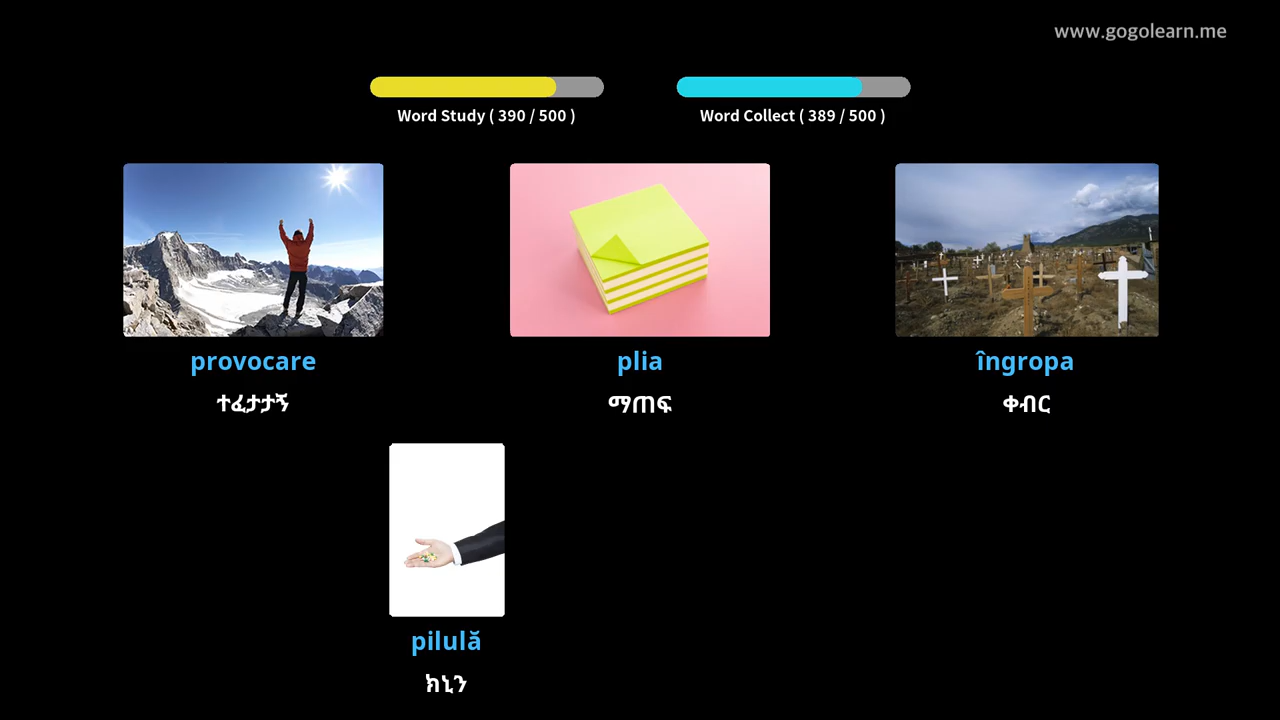 www.gogolearn.me
Word Study ( 390 / 500 )
Word Collect ( 389 / 500 )
provocare
ተፈታታኝ
plia
ማጠፍ
îngropa
ቀብር
pilulă
ክኒን